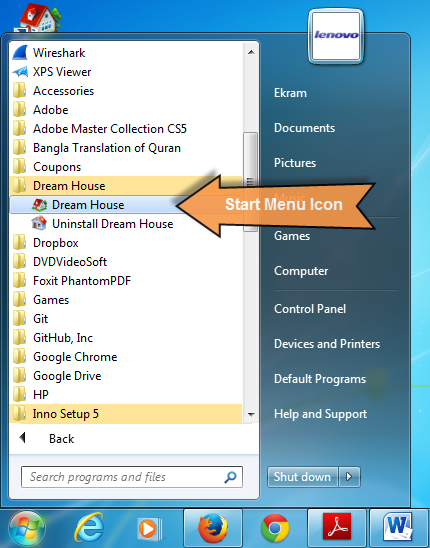 lenovo
Wireshark
XPS Viewer
Accessories
Adobe
Adobe Master Collection CS5
Bangla Translation of Quran
Coupons
Dream House
Dream House
Uninstall Dream House
Dropbox
DVDVideoSoft
Foxit PhantomPDF
Games
Git
GitHub, Inc
Google Chrome
Google Drive
HP
Inno Setup 5
Back
Search programs and files
Ekram
Documents
Pictures
Start Menu Icon
Games
Computer
Control Panel
Devices and Printers
Default Programs
Help and Support
Shut down